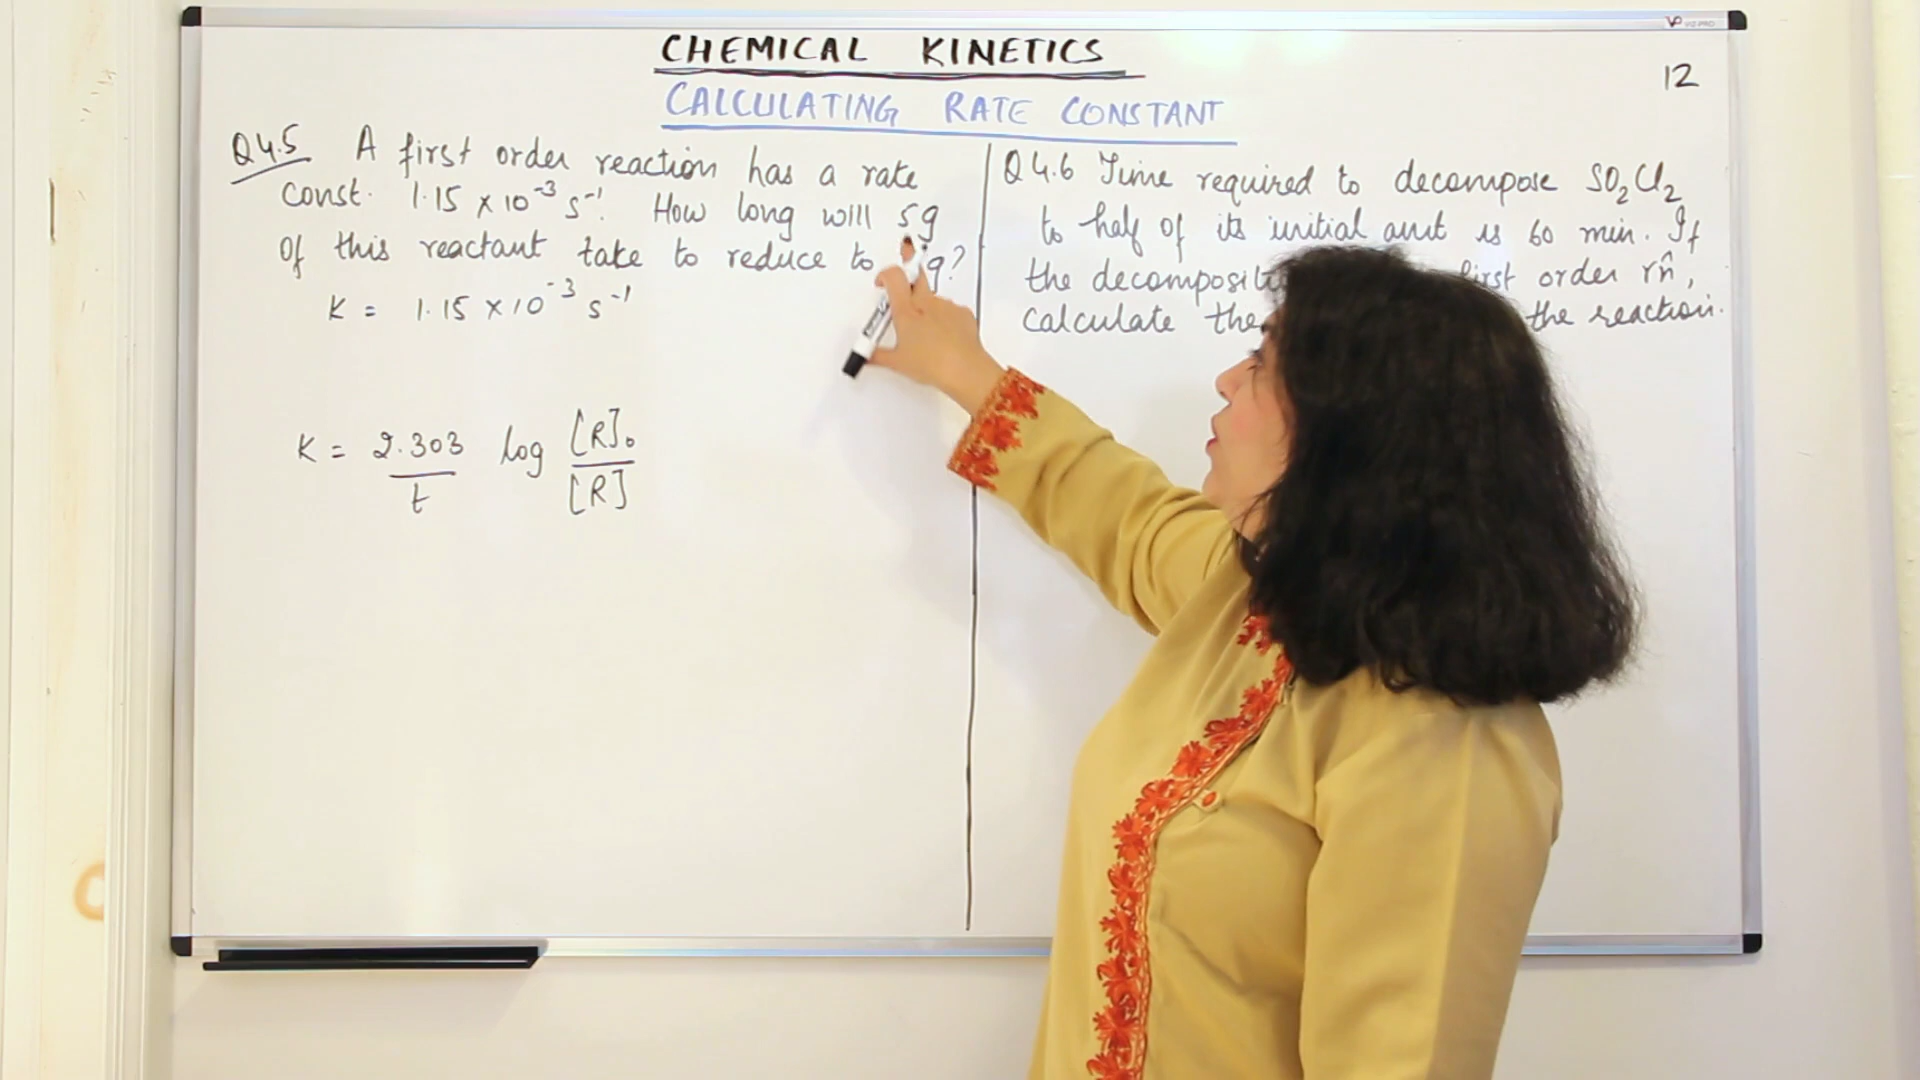 CHEMICAL KINETICS
12
CALCULATING RATE CONSTANT
Q4.5 A first order reaction has a rate
const. 1.15 × 10⁻³ s⁻¹. How long will 5g
of this reactant take to reduce to g?
K = 1.15 × 10⁻³ s⁻¹
K = 2.303 / t log [R]₀ / [R]
Q4.6 Time required to decompose SO₂Cl₂
to half of its initial amt is 60 min. If
the order rn̂,
calculate the the reaction.